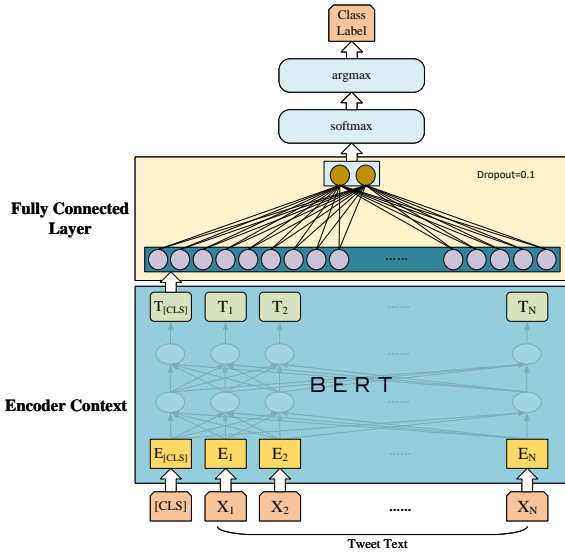 Class
Label
argmax
softmax
Dropout=0.1
Fully Connected
Layer
......
T[CLS] T1 T2 ...... TN
......
BERT
......
Encoder Context
E[CLS] E1 E2 ...... EN
[CLS] X1 X2 ...... XN
Tweet Text